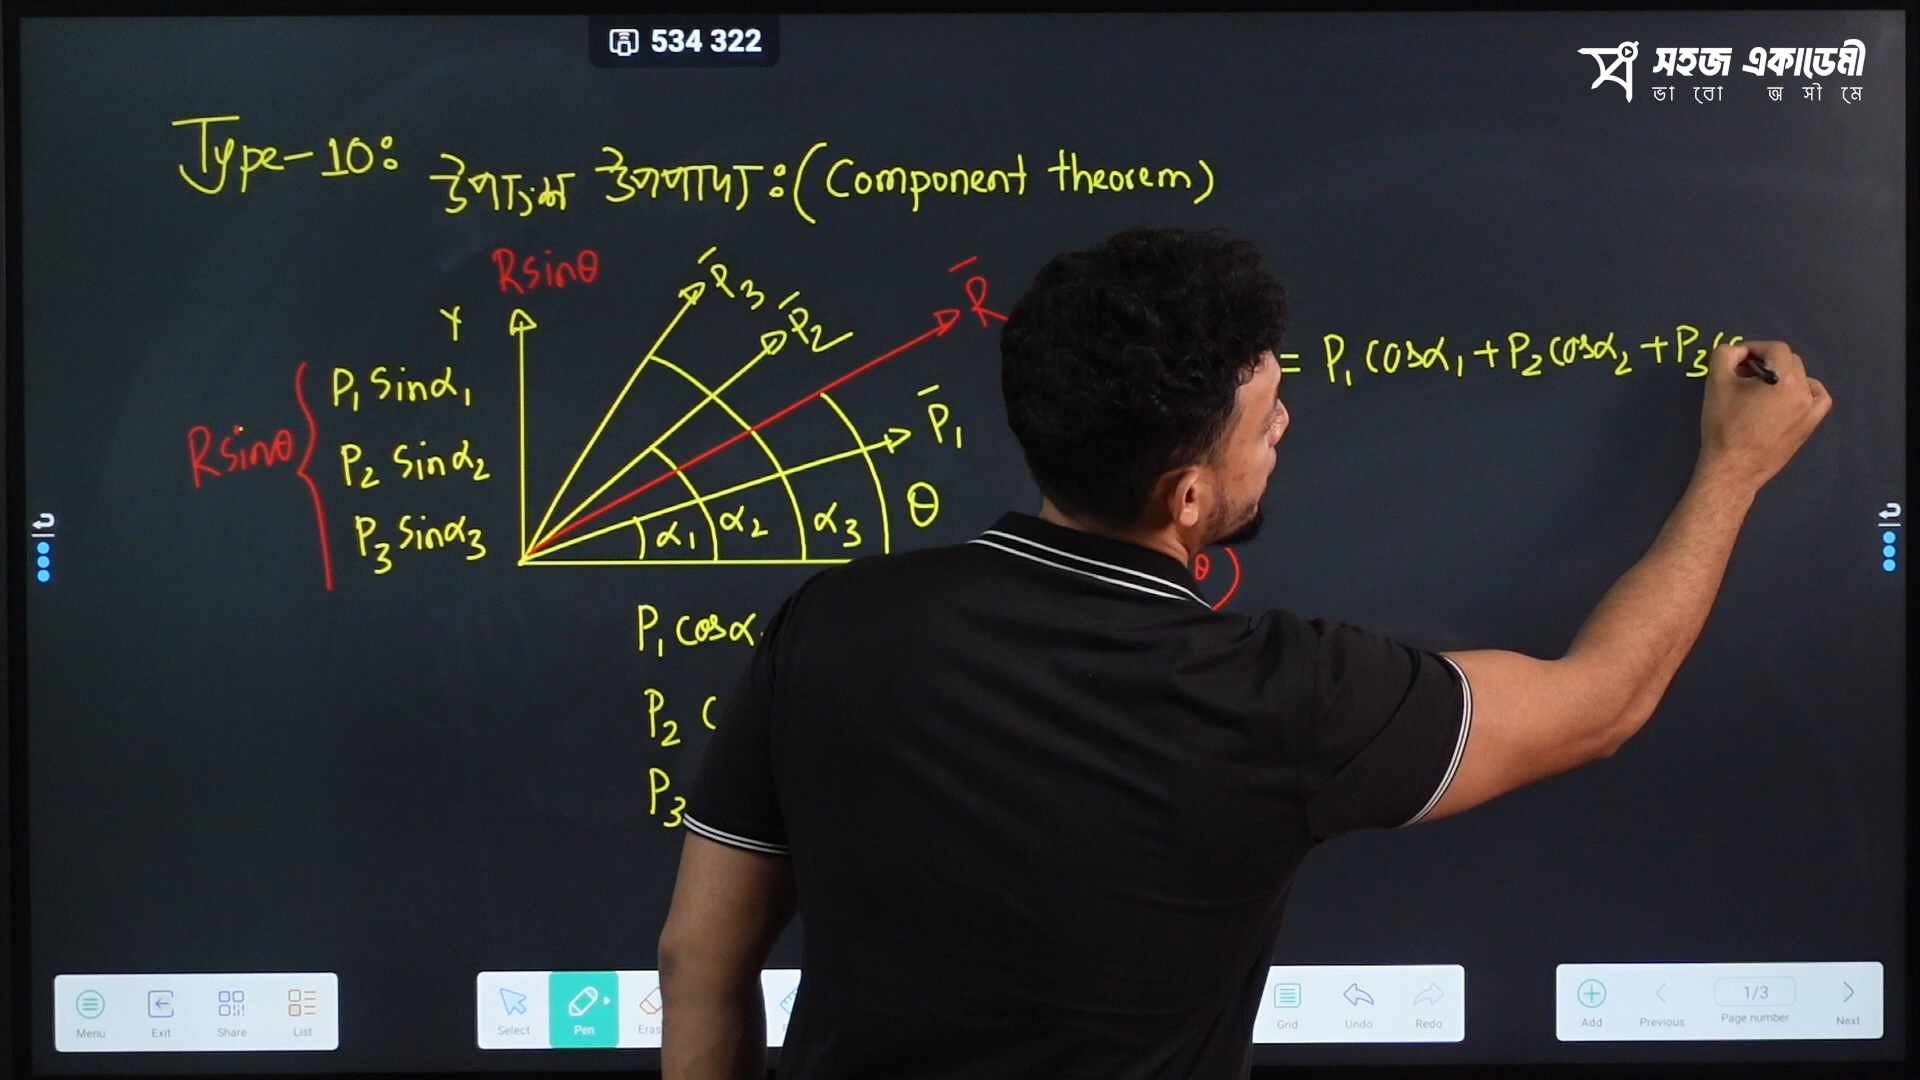 534 322
সহজ একাডেমী
ভাবো অসীমে
Type-10: উপাংশ উপপাদ্য : (Component theorem)
Rsinθ
Y
P̄3
P̄2
R̄
P̄1
= P1 cosα1 + P2 cosα2 + P3
P1 sinα1
P2 sinα2
P3 sinα3
Rsinθ
α1 α2 α3 θ
θ)
P1 cosα
P2 c
P3
Menu Exit Share List
Select Pen Eras
Grid Undo Redo
Add Previous 1/3 Page number Next